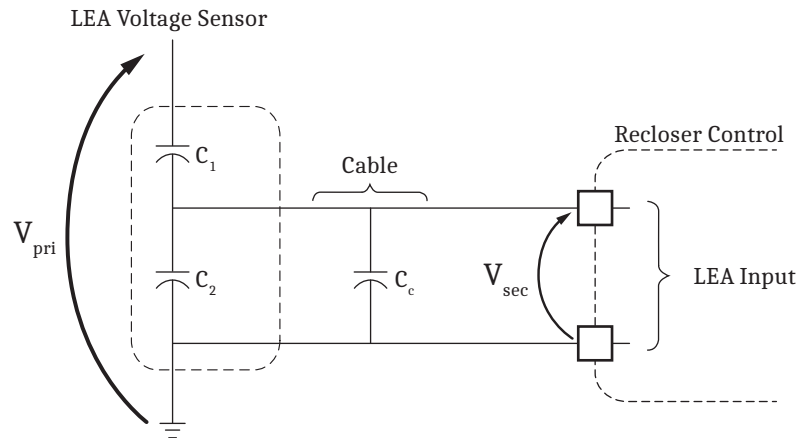 LEA Voltage Sensor
Recloser Control
C1
Cable
Vpri
Vsec
LEA Input
C2
Cc